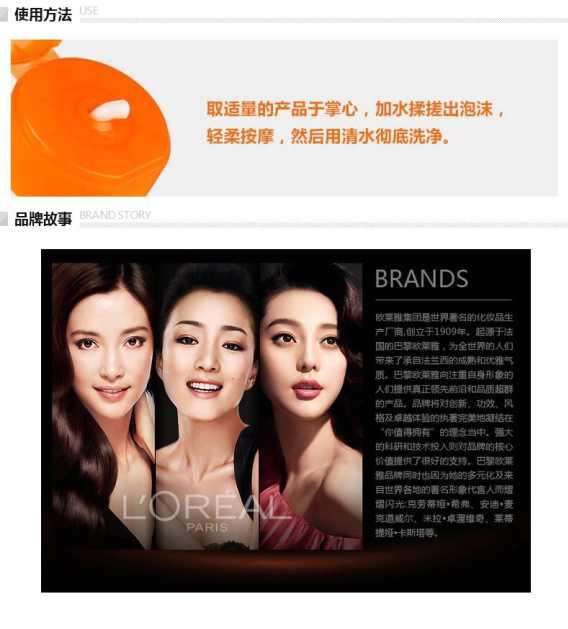 使用方法 USE
取适量的产品于掌心，加水揉搓出泡沫，
轻柔按摩，然后用清水彻底洗净。
品牌故事 BRAND STORY
BRANDS
欧莱雅集团是世界著名的化妆品生
产厂商,创立于1909年。起源于法
国的巴黎欧莱雅，为全世界的人们
带来了承自法兰西的成熟和优雅气
质。巴黎欧莱雅向注重自身形象的
人们提供真正领先前沿和品质超群
的产品。品牌将对创新、功效、风
格及卓越体验的执著完美地凝结在
“你值得拥有”的理念当中。强大
的科研和技术投入则对品牌的核心
价值提供了很好的支持。巴黎欧莱
雅品牌同时也因为她的多元化及来
自世界各地的著名形象代言人而熠
熠闪光:克劳蒂娅•希弗、安迪•麦
克道威尔、米拉•卓渥维奇、莱蒂
提娅•卡斯塔等。
L'ORÉAL
PARIS